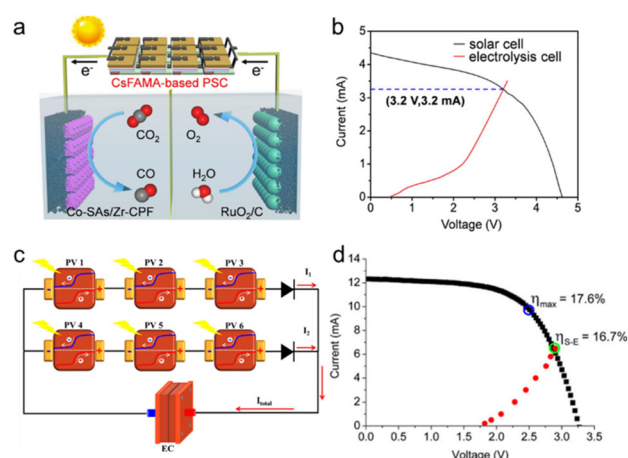 a
e-
e-
CsFAMA-based PSC
CO2
O2
CO
H2O
Co-SAs/Zr-CPF
RuO2/C
b
solar cell
electrolysis cell
(3.2 V,3.2 mA)
Current (mA)
5
4
3
2
1
0
0 1 2 3 4 5
Voltage (V)
c
PV 1 PV 2 PV 3
I1
PV 4 PV 5 PV 6
I2
Itotal
EC
d
ηmax = 17.6%
ηS-E = 16.7%
Current (mA)
14
12
10
8
6
4
2
0
0.0 0.5 1.0 1.5 2.0 2.5 3.0 3.5
Voltage (V)